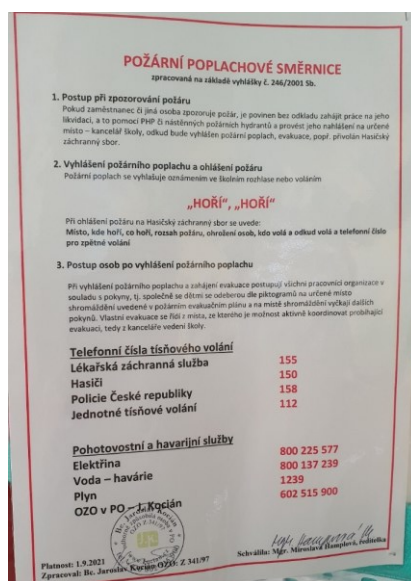 POŽÁRNÍ POPLACHOVÉ SMĚRNICE
zpracovaná na základě vyhlášky č. 246/2001 Sb.
1. Postup při zpozorování požáru
Pokud zaměstnanec či jiná osoba zpozoruje požár, je povinen bez odkladu zahájit práce na jeho
likvidaci, a to pomocí PHP či nástěnných požárních hydrantů a provést jeho nahlášení na určené
místo – kancelář školy, odkud bude vyhlášen požární poplach, evakuace, popř. přivolán Hasičský
záchranný sbor.
2. Vyhlášení požárního poplachu a ohlášení požáru
Požární poplach se vyhlašuje oznámením ve školním rozhlase nebo voláním
„HOŘÍ“, „HOŘÍ“
Při ohlášení požáru na Hasičský záchranný sbor se uvede:
Místo, kde hoří, co hoří, rozsah požáru, ohrožení osob, kdo volá a odkud volá a telefonní číslo
pro zpětné volání
3. Postup osob po vyhlášení požárního poplachu
Při vyhlášení požárního poplachu a zahájení evakuace postupují všichni pracovníci organizace v
souladu s pokyny, tj. společně se dětmi se odeberou dle piktogramů na určené místo
shromáždění uvedené v požárním evakuačním plánu a na místě shromáždění vyčkají dalších
pokynů. Vlastní evakuace se řídí z místa, ze kterého je možnost aktivně koordinovat probíhající
evakuaci, tedy z kanceláře vedení školy.
Telefonní čísla tísňového volání
Lékařská záchranná služba 155
Hasiči 150
Policie České republiky 158
Jednotné tísňové volání 112
Pohotovostní a havarijní služby
Elektřina 800 225 577
Voda – havárie 800 137 239
Plyn 1239
OZO v PO – J. Kocián 602 515 900
Platnost: 1.9.2021
Zpracoval: Bc. Jaroslav Kocián OZO: Z 341/97
Schválila: Mgr. Miroslava Hamplová, ředitelka